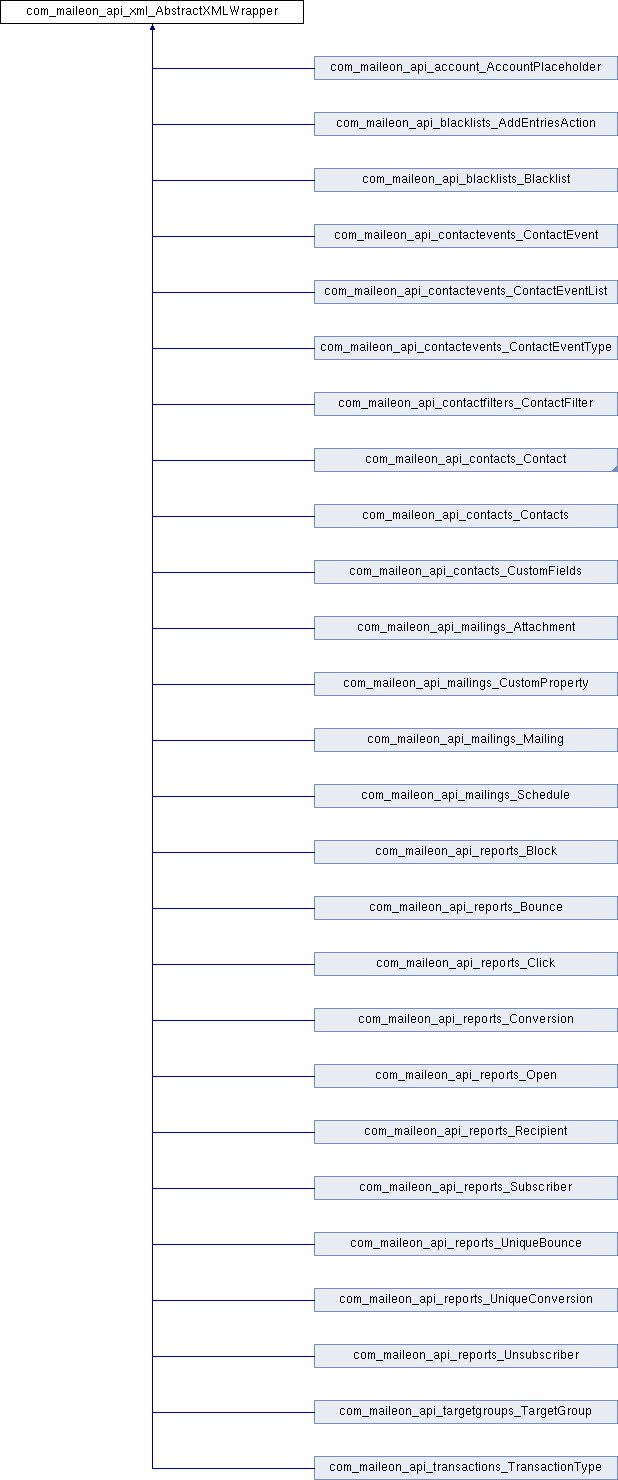 com_maileon_api_xml_AbstractXMLWrapper
com_maileon_api_account_AccountPlaceholder
com_maileon_api_blacklists_AddEntriesAction
com_maileon_api_blacklists_Blacklist
com_maileon_api_contactevents_ContactEvent
com_maileon_api_contactevents_ContactEventList
com_maileon_api_contactevents_ContactEventType
com_maileon_api_contactfilters_ContactFilter
com_maileon_api_contacts_Contact
com_maileon_api_contacts_Contacts
com_maileon_api_contacts_CustomFields
com_maileon_api_mailings_Attachment
com_maileon_api_mailings_CustomProperty
com_maileon_api_mailings_Mailing
com_maileon_api_mailings_Schedule
com_maileon_api_reports_Block
com_maileon_api_reports_Bounce
com_maileon_api_reports_Click
com_maileon_api_reports_Conversion
com_maileon_api_reports_Open
com_maileon_api_reports_Recipient
com_maileon_api_reports_Subscriber
com_maileon_api_reports_UniqueBounce
com_maileon_api_reports_UniqueConversion
com_maileon_api_reports_Unsubscriber
com_maileon_api_targetgroups_TargetGroup
com_maileon_api_transactions_TransactionType